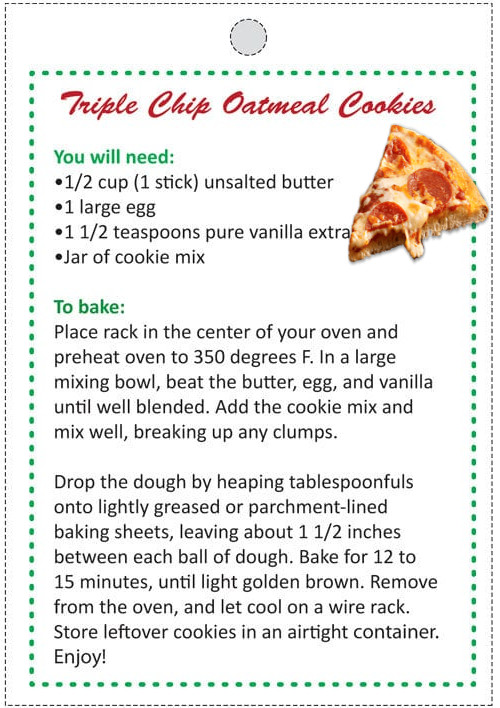 Triple Chip Oatmeal Cookies
You will need:
•1/2 cup (1 stick) unsalted butter
•1 large egg
•1 1/2 teaspoons pure vanilla extra
•Jar of cookie mix
To bake:
Place rack in the center of your oven and
preheat oven to 350 degrees F. In a large
mixing bowl, beat the butter, egg, and vanilla
until well blended. Add the cookie mix and
mix well, breaking up any clumps.
Drop the dough by heaping tablespoonfuls
onto lightly greased or parchment-lined
baking sheets, leaving about 1 1/2 inches
between each ball of dough. Bake for 12 to
15 minutes, until light golden brown. Remove
from the oven, and let cool on a wire rack.
Store leftover cookies in an airtight container.
Enjoy!